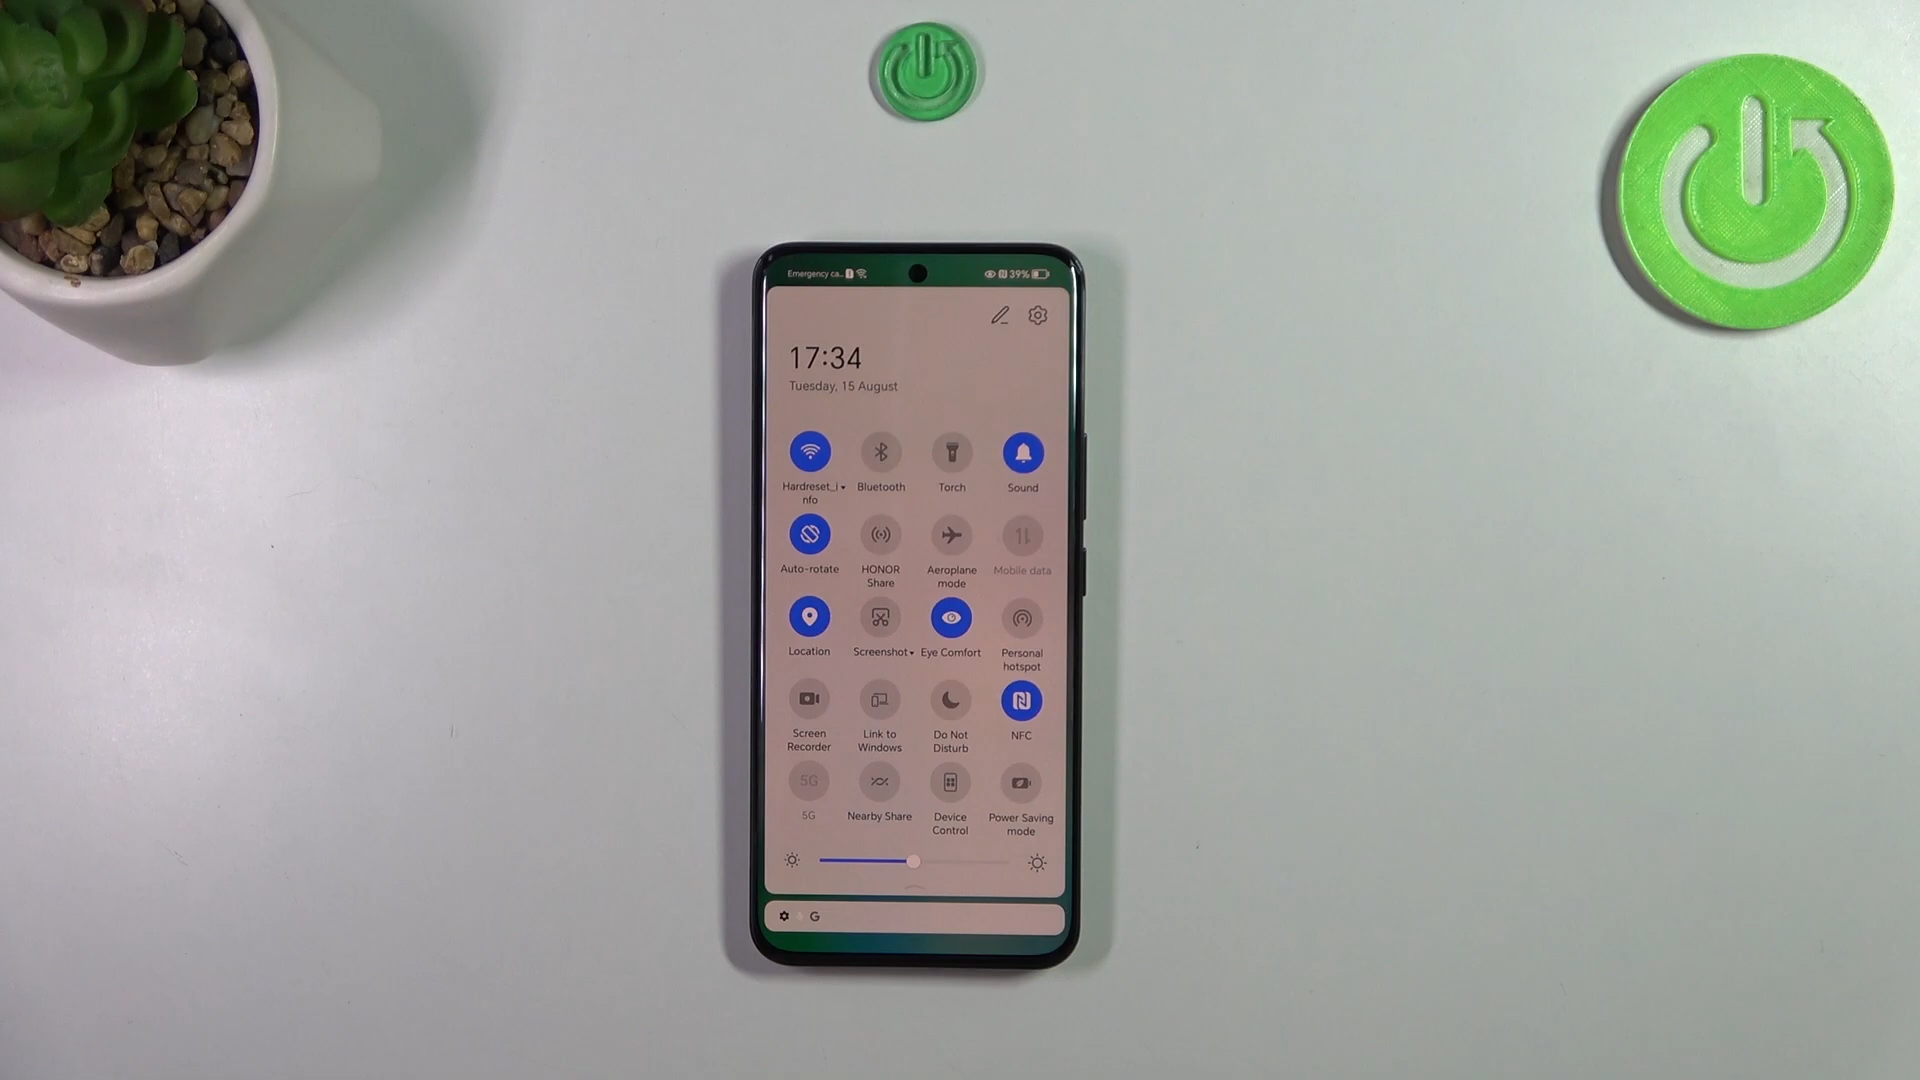 Emergency ca... 39%
17:34
Tuesday, 15 August
Hardreset_i
nfo
Bluetooth
Torch
Sound
Auto-rotate
HONOR
Share
Aeroplane
mode
Mobile data
Location
Screenshot
Eye Comfort
Personal
hotspot
Screen
Recorder
Link to
Windows
Do Not
Disturb
NFC
5G
5G
Nearby Share
Device
Control
Power Saving
mode
G